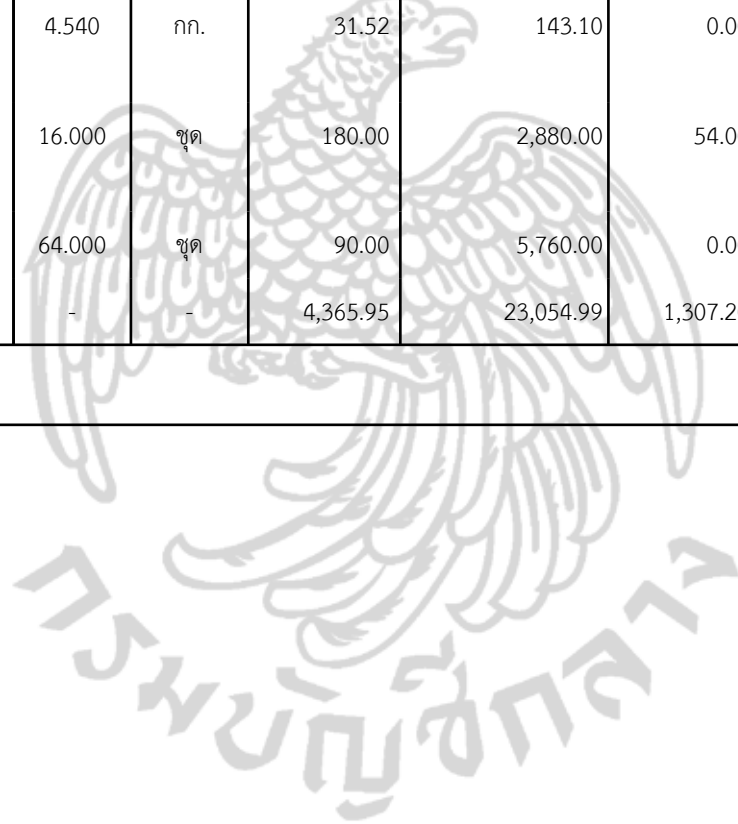 4.540 กก. 31.52 143.10 0.0
16.000 ชุด 180.00 2,880.00 54.0
64.000 ชุด 90.00 5,760.00 0.0
- - 4,365.95 23,054.99 1,307.2
กรมบัญชีกลาง